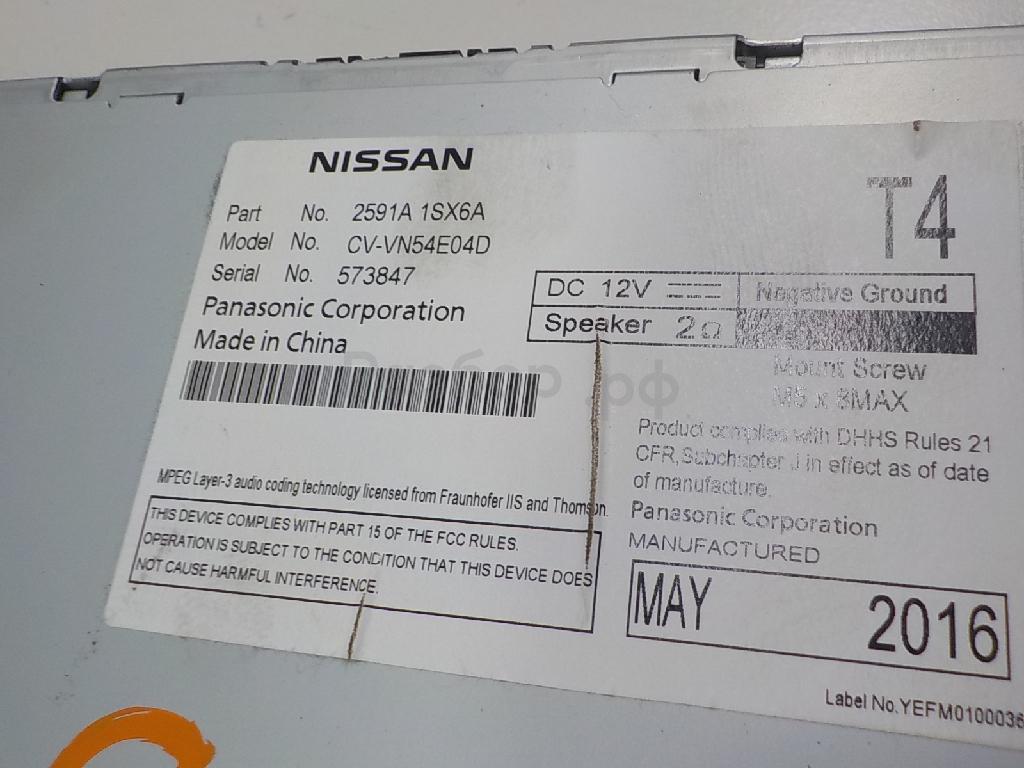 NISSAN
T4
Part No. 2591A 1SX6A
Model No. CV-VN54E04D
Serial No. 573847
Panasonic Corporation
Made in China
DC 12V
Negative Ground
Speaker 2Ω
Mount Screw
M5 x 8MAX
Product complies with DHHS Rules 21
CFR,Subchapter J in effect as of date
of manufacture.
Panasonic Corporation
MANUFACTURED
MAY 2016
MPEG Layer-3 audio coding technology licensed from Fraunhofer IIS and Thomson.
THIS DEVICE COMPLIES WITH PART 15 OF THE FCC RULES.
OPERATION IS SUBJECT TO THE CONDITION THAT THIS DEVICE DOES
NOT CAUSE HARMFUL INTERFERENCE.
Label No.YEFM0100036